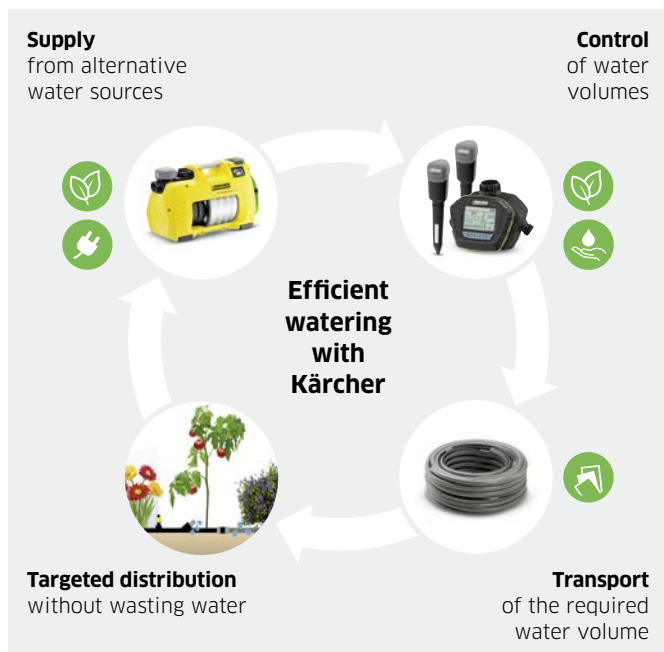 Supply
from alternative
water sources
Control
of water
volumes
Efficient
watering
with
Kärcher
Targeted distribution
without wasting water
Transport
of the required
water volume